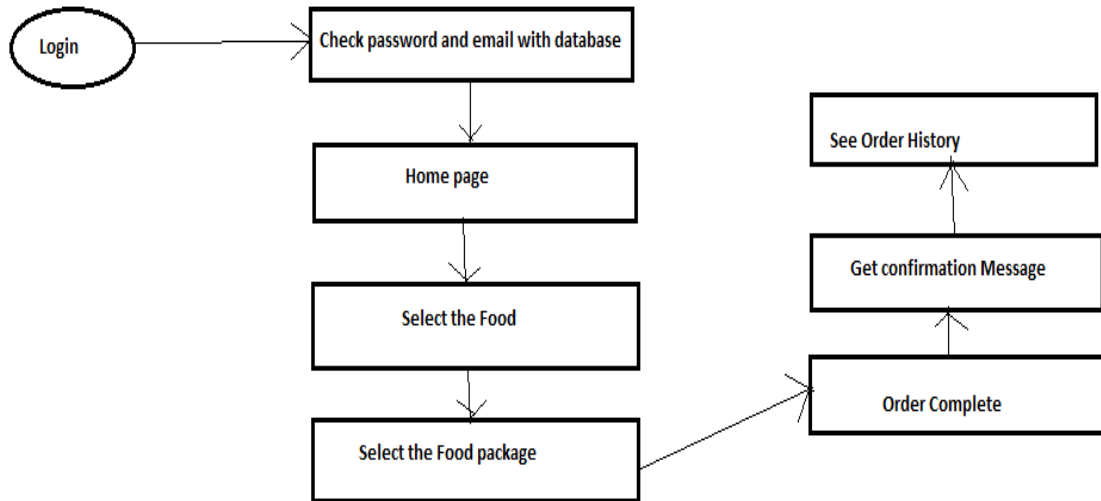 Login
Check password and email with database
Home page
Select the Food
Select the Food package
Order Complete
Get confirmation Message
See Order History